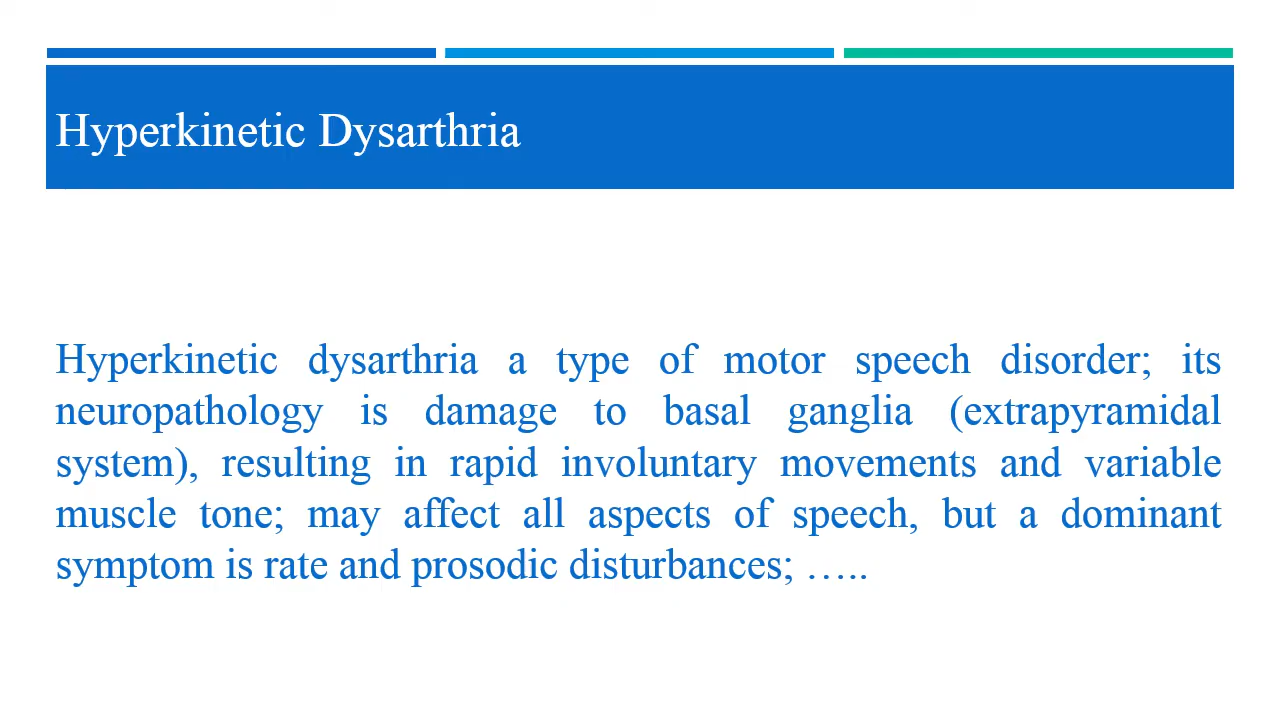 Hyperkinetic Dysarthria
Hyperkinetic dysarthria a type of motor speech disorder; its
neuropathology is damage to basal ganglia (extrapyramidal
system), resulting in rapid involuntary movements and variable
muscle tone; may affect all aspects of speech, but a dominant
symptom is rate and prosodic disturbances; …..